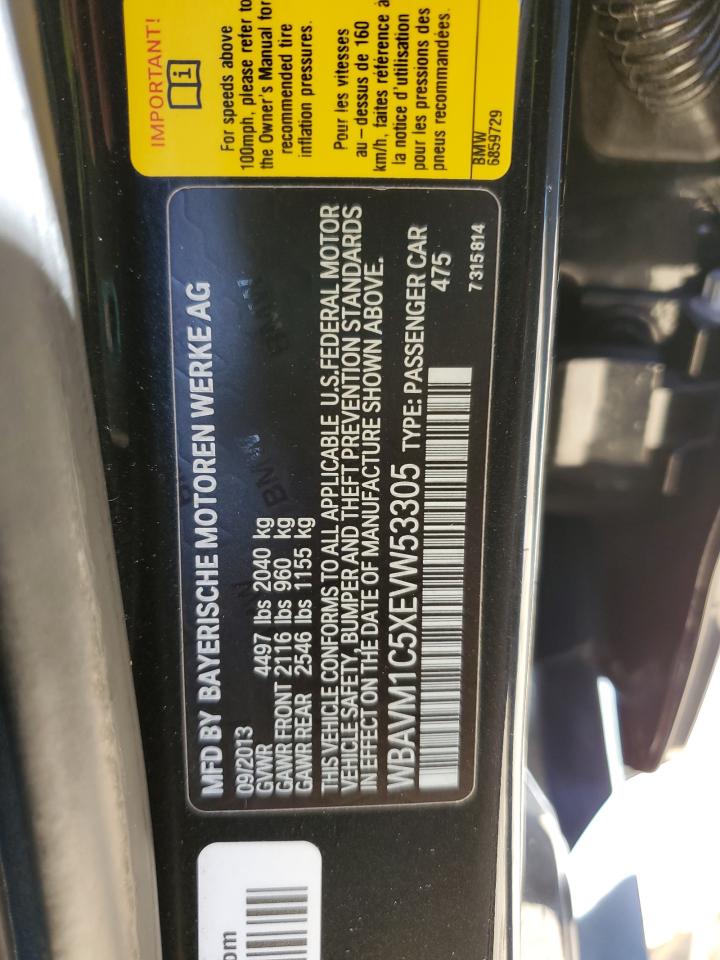 MFD BY BAYERISCHE MOTOREN WERKE AG
09/2013
GVWR 4497 lbs 2040 kg
GAWR FRONT 2116 lbs 960 kg
GAWR REAR 2546 lbs 1155 kg
THIS VEHICLE CONFORMS TO ALL APPLICABLE U.S.FEDERAL MOTOR
VEHICLE SAFETY, BUMPER AND THEFT PREVENTION STANDARDS
IN EFFECT ON THE DATE OF MANUFACTURE SHOWN ABOVE.
WBAVM1C5XEVW53305 TYPE: PASSENGER CAR
475
7315814
IMPORTANT!
For speeds above
100mph, please refer to
the Owner's Manual for
recommended tire
inflation pressures.
Pour les vitesses
au-dessus de 160
km/h, faites référence à
la notice d'utilisation
pour les pressions des
pneus recommandées.
BMW
6859729
om